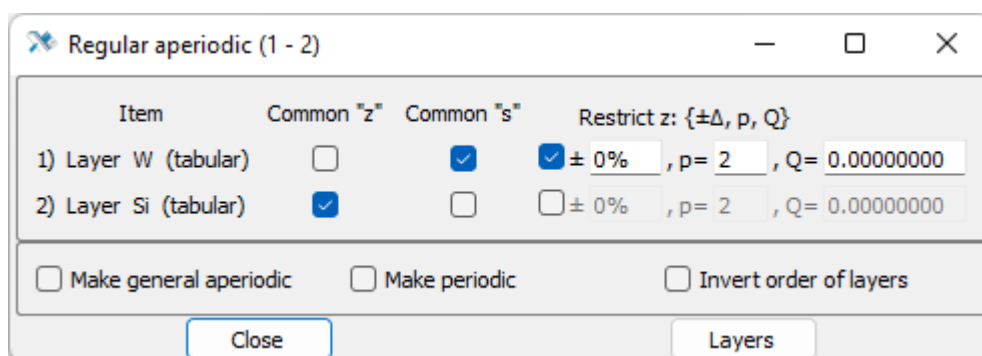 Regular aperiodic (1 - 2)
Item Common "z" Common "s" Restrict z: {±Δ, p, Q}
1) Layer W (tabular) ± 0% , p= 2 , Q= 0.00000000
2) Layer Si (tabular) ± 0% , p= 2 , Q= 0.00000000
Make general aperiodic Make periodic Invert order of layers
Close Layers